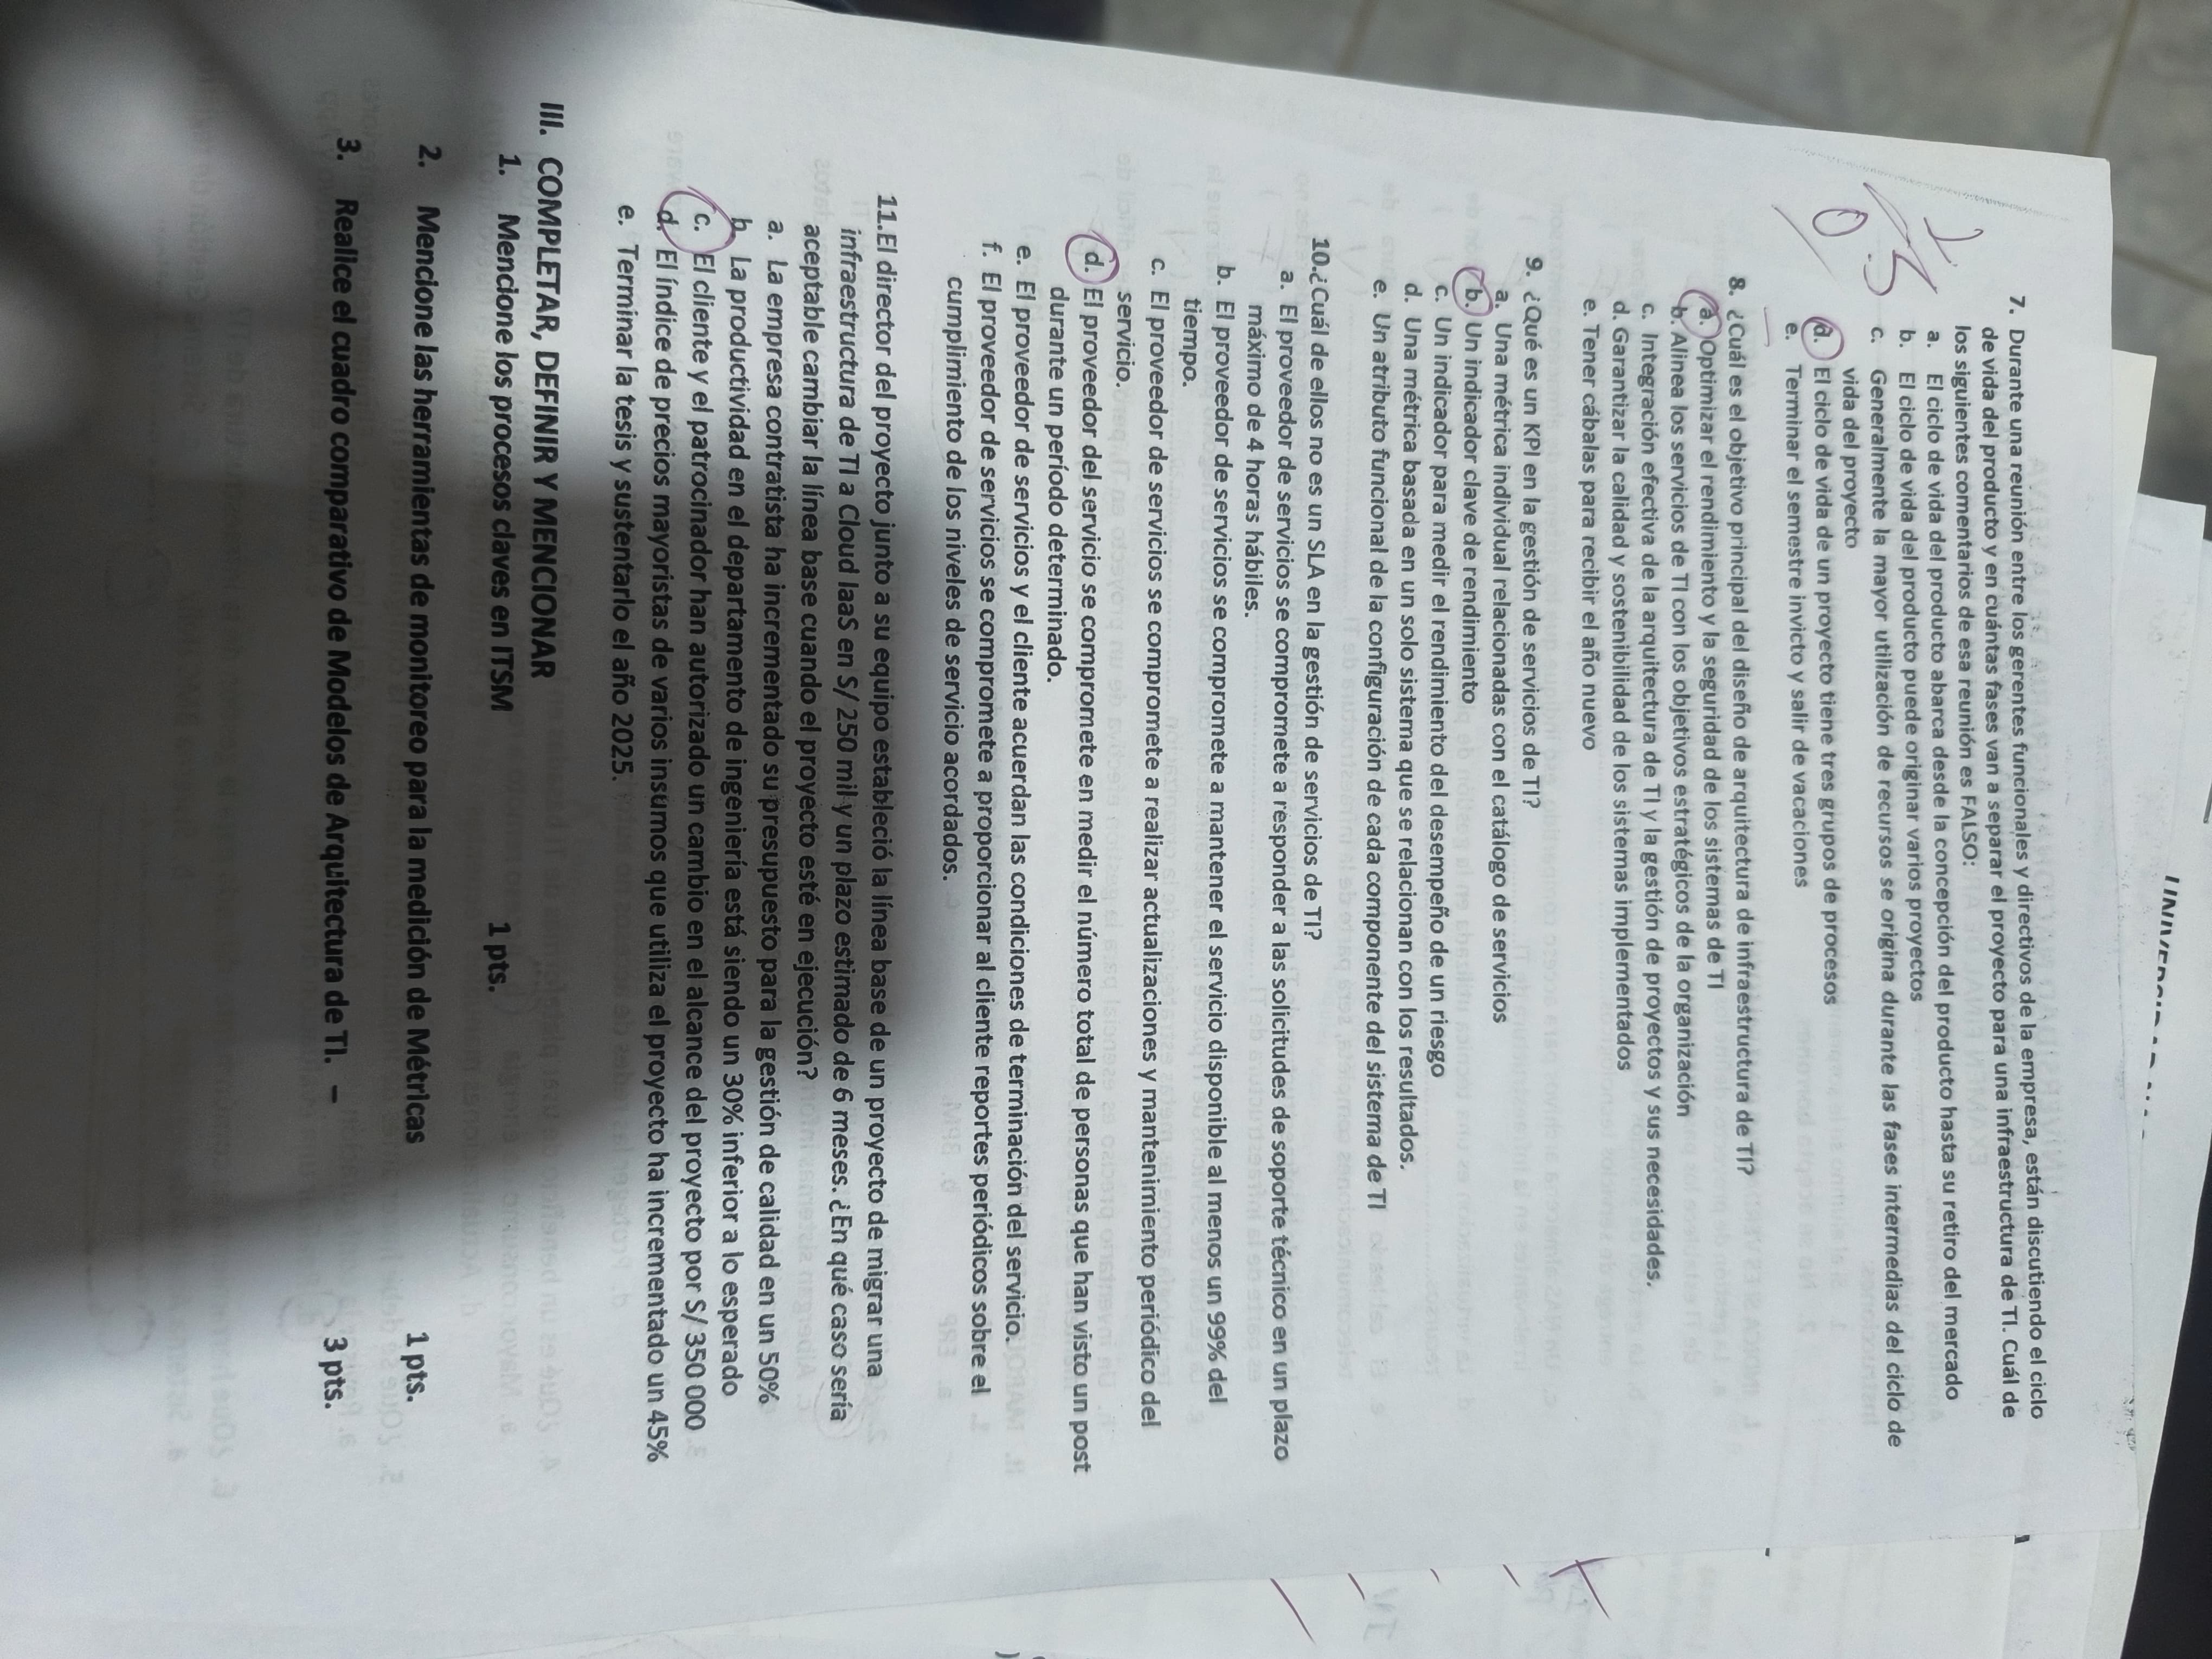 7. Durante una reunión entre los gerentes funcionales y directivos de la empresa, están discutiendo el ciclo
de vida del producto y en cuántas fases van a separar el proyecto para una infraestructura de TI. Cuál de
los siguientes comentarios de esa reunión es FALSO:
a. El ciclo de vida del producto abarca desde la concepción del producto hasta su retiro del mercado
b. El ciclo de vida del producto puede originar varios proyectos
c. Generalmente la mayor utilización de recursos se origina durante las fases intermedias del ciclo de
vida del proyecto
d. El ciclo de vida de un proyecto tiene tres grupos de procesos
e. Terminar el semestre invicto y salir de vacaciones
8. ¿Cuál es el objetivo principal del diseño de arquitectura de infraestructura de TI?
a. Optimizar el rendimiento y la seguridad de los sistemas de TI
b. Alinea los servicios de TI con los objetivos estratégicos de la organización
c. Integración efectiva de la arquitectura de TI y la gestión de proyectos y sus necesidades.
d. Garantizar la calidad y sostenibilidad de los sistemas implementados
e. Tener cábalas para recibir el año nuevo
9. ¿Qué es un KPI en la gestión de servicios de TI?
a. Una métrica individual relacionadas con el catálogo de servicios
b. Un indicador clave de rendimiento
c. Un indicador para medir el rendimiento del desempeño de un riesgo
d. Una métrica basada en un solo sistema que se relacionan con los resultados.
e. Un atributo funcional de la configuración de cada componente del sistema de TI
10.¿Cuál de ellos no es un SLA en la gestión de servicios de TI?
a. El proveedor de servicios se compromete a responder a las solicitudes de soporte técnico en un plazo
máximo de 4 horas hábiles.
b. El proveedor de servicios se compromete a mantener el servicio disponible al menos un 99% del
tiempo.
c. El proveedor de servicios se compromete a realizar actualizaciones y mantenimiento periódico del
servicio.
d. El proveedor del servicio se compromete en medir el número total de personas que han visto un post
durante un período determinado.
e. El proveedor de servicios y el cliente acuerdan las condiciones de terminación del servicio.
f. El proveedor de servicios se compromete a proporcionar al cliente reportes periódicos sobre el
cumplimiento de los niveles de servicio acordados.
11.El director del proyecto junto a su equipo estableció la línea base de un proyecto de migrar una
infraestructura de TI a Cloud IaaS en S/ 250 mil y un plazo estimado de 6 meses. ¿En qué caso sería
aceptable cambiar la línea base cuando el proyecto esté en ejecución?
a. La empresa contratista ha incrementado su presupuesto para la gestión de calidad en un 50%
b. La productividad en el departamento de ingeniería está siendo un 30% inferior a lo esperado
c. El cliente y el patrocinador han autorizado un cambio en el alcance del proyecto por S/ 350 000
d. El índice de precios mayoristas de varios insumos que utiliza el proyecto ha incrementado un 45%
e. Terminar la tesis y sustentarlo el año 2025.
III. COMPLETAR, DEFINIR Y MENCIONAR
1. Mencione los procesos claves en ITSM 1 pts.
2. Mencione las herramientas de monitoreo para la medición de Métricas 1 pts.
3. Realice el cuadro comparativo de Modelos de Arquitectura de TI. – 3 pts.